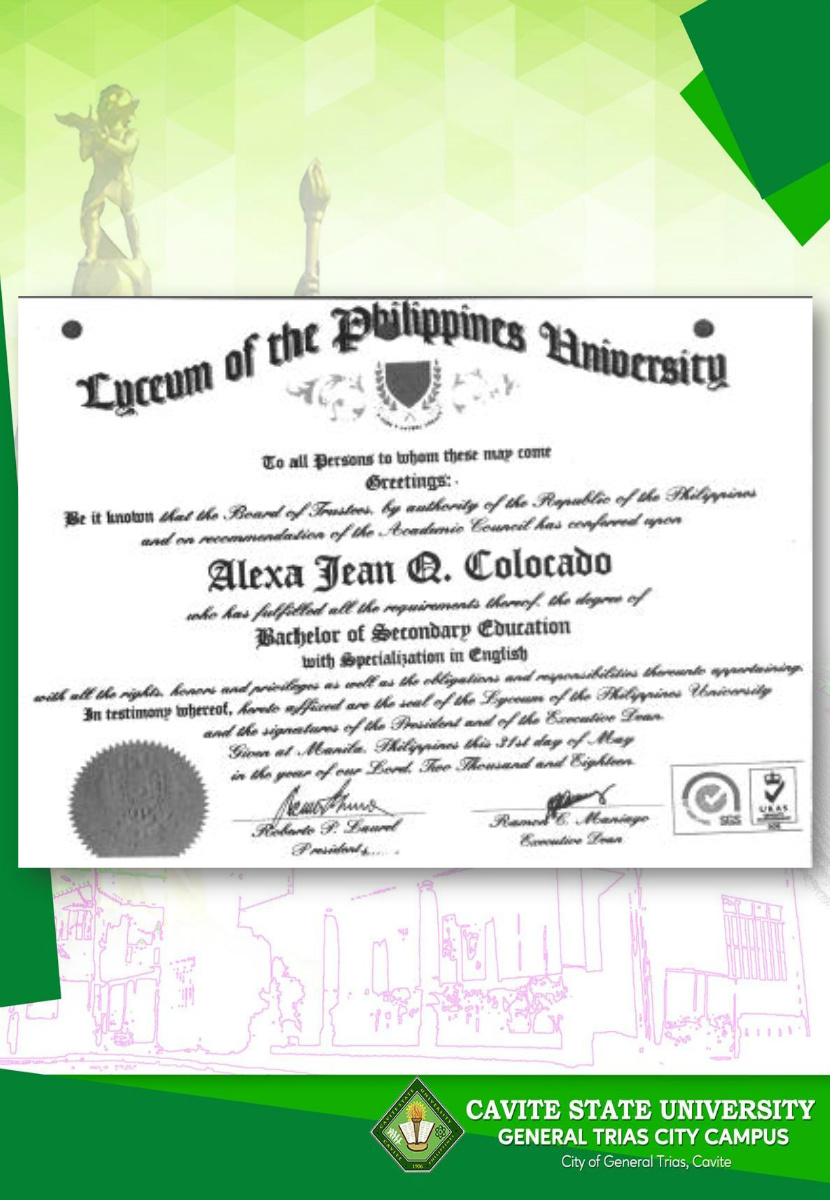 Lyceum of the Philippines University
To all Persons to whom these may come
Greetings:
Be it known that the Board of Trustees, by authority of the Republic of the Philippines
and on recommendation of the Academic Council has conferred upon
Alexa Jean Q. Colocado
who has fulfilled all the requirements thereof, the degree of
Bachelor of Secondary Education
with Specialization in English
with all the rights, honors and privileges as well as the obligations and responsibilities thereunto appertaining.
In testimony whereof, hereto affixed are the seal of the Lyceum of the Philippines University
and the signatures of the President and of the Executive Dean
Given at Manila, Philippines this 31st day of May
in the year of our Lord, Two Thousand and Eighteen
Roberto P. Laurel
President
Ramon C. Maniago
Executive Dean
SGS
UKAS
CAVITE STATE UNIVERSITY
GENERAL TRIAS CITY CAMPUS
City of General Trias, Cavite
CAVITE STATE UNIVERSITY
CAVITE PHILIPPINES
1906